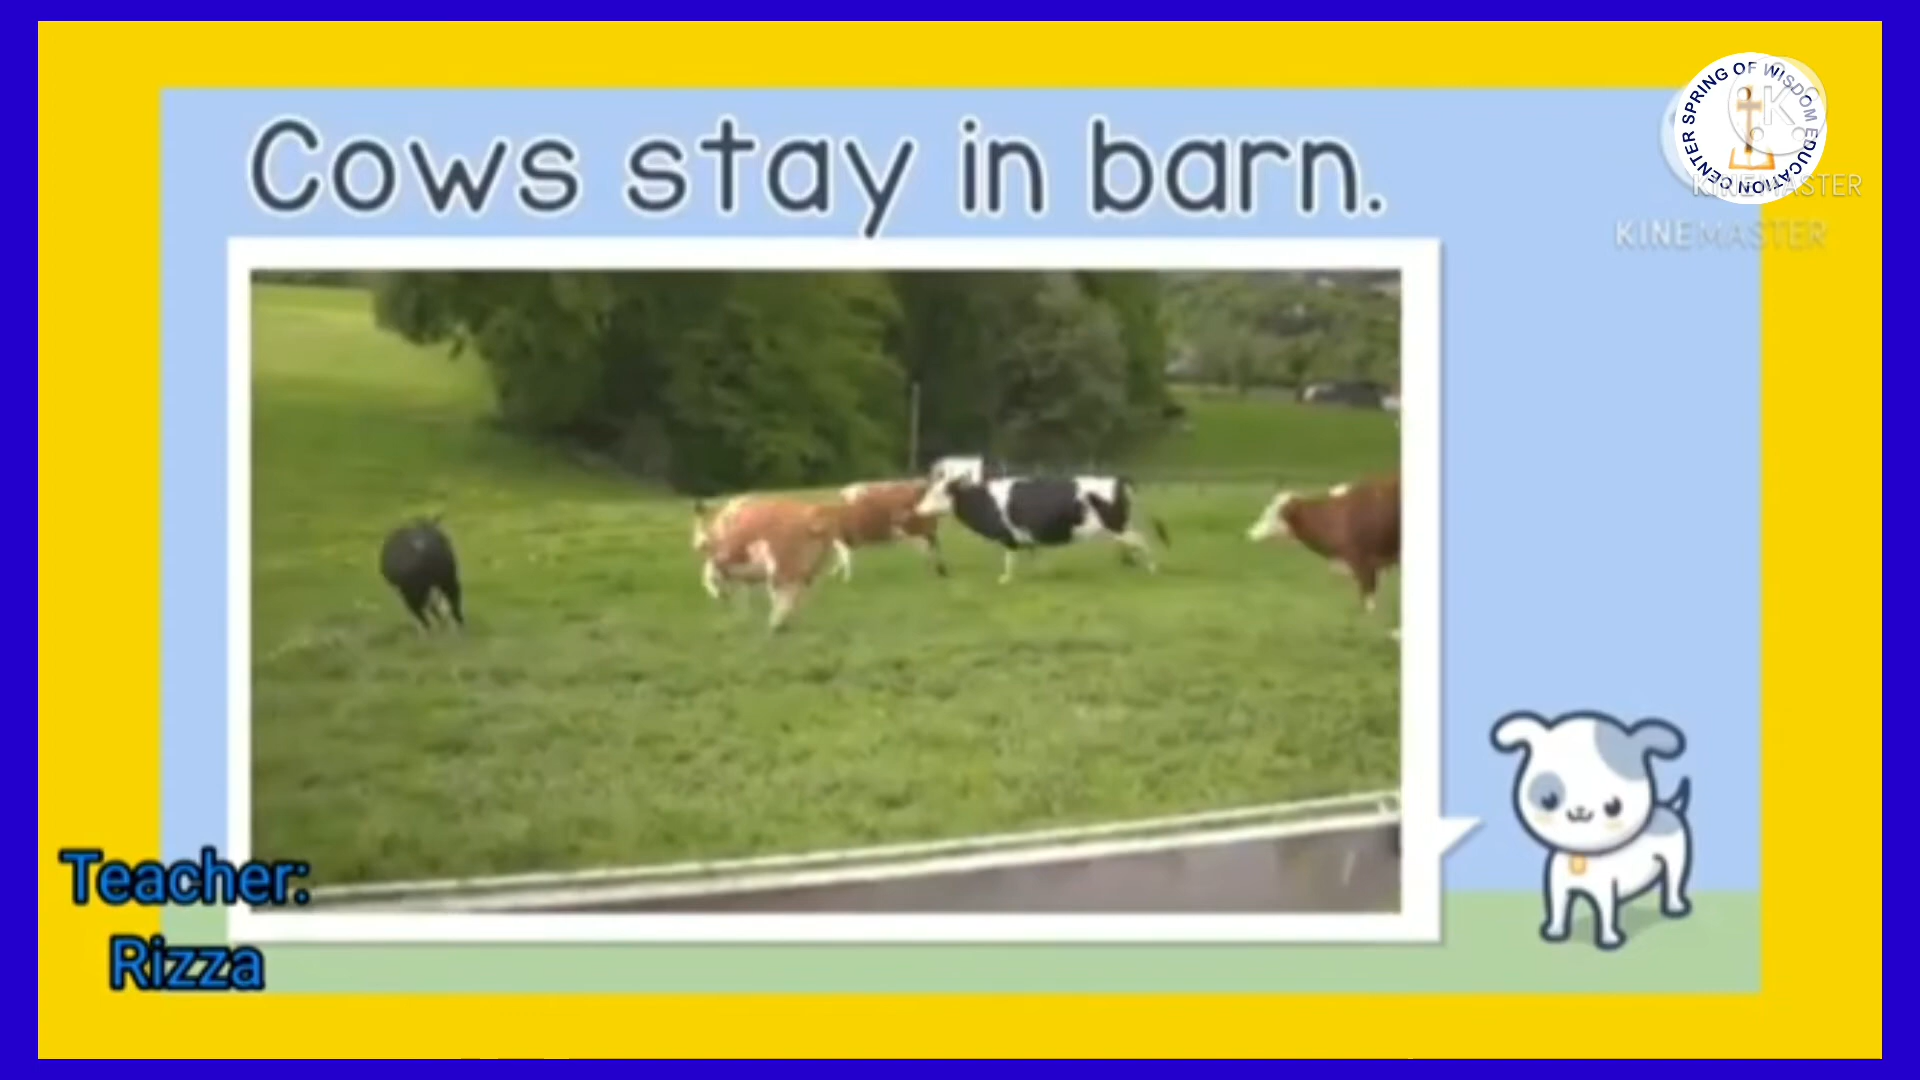 Cows stay in barn.
SPRING OF WISDOM EDUCATION CENTER
K
KINEMASTER
KINEMASTER
Teacher:
Rizza